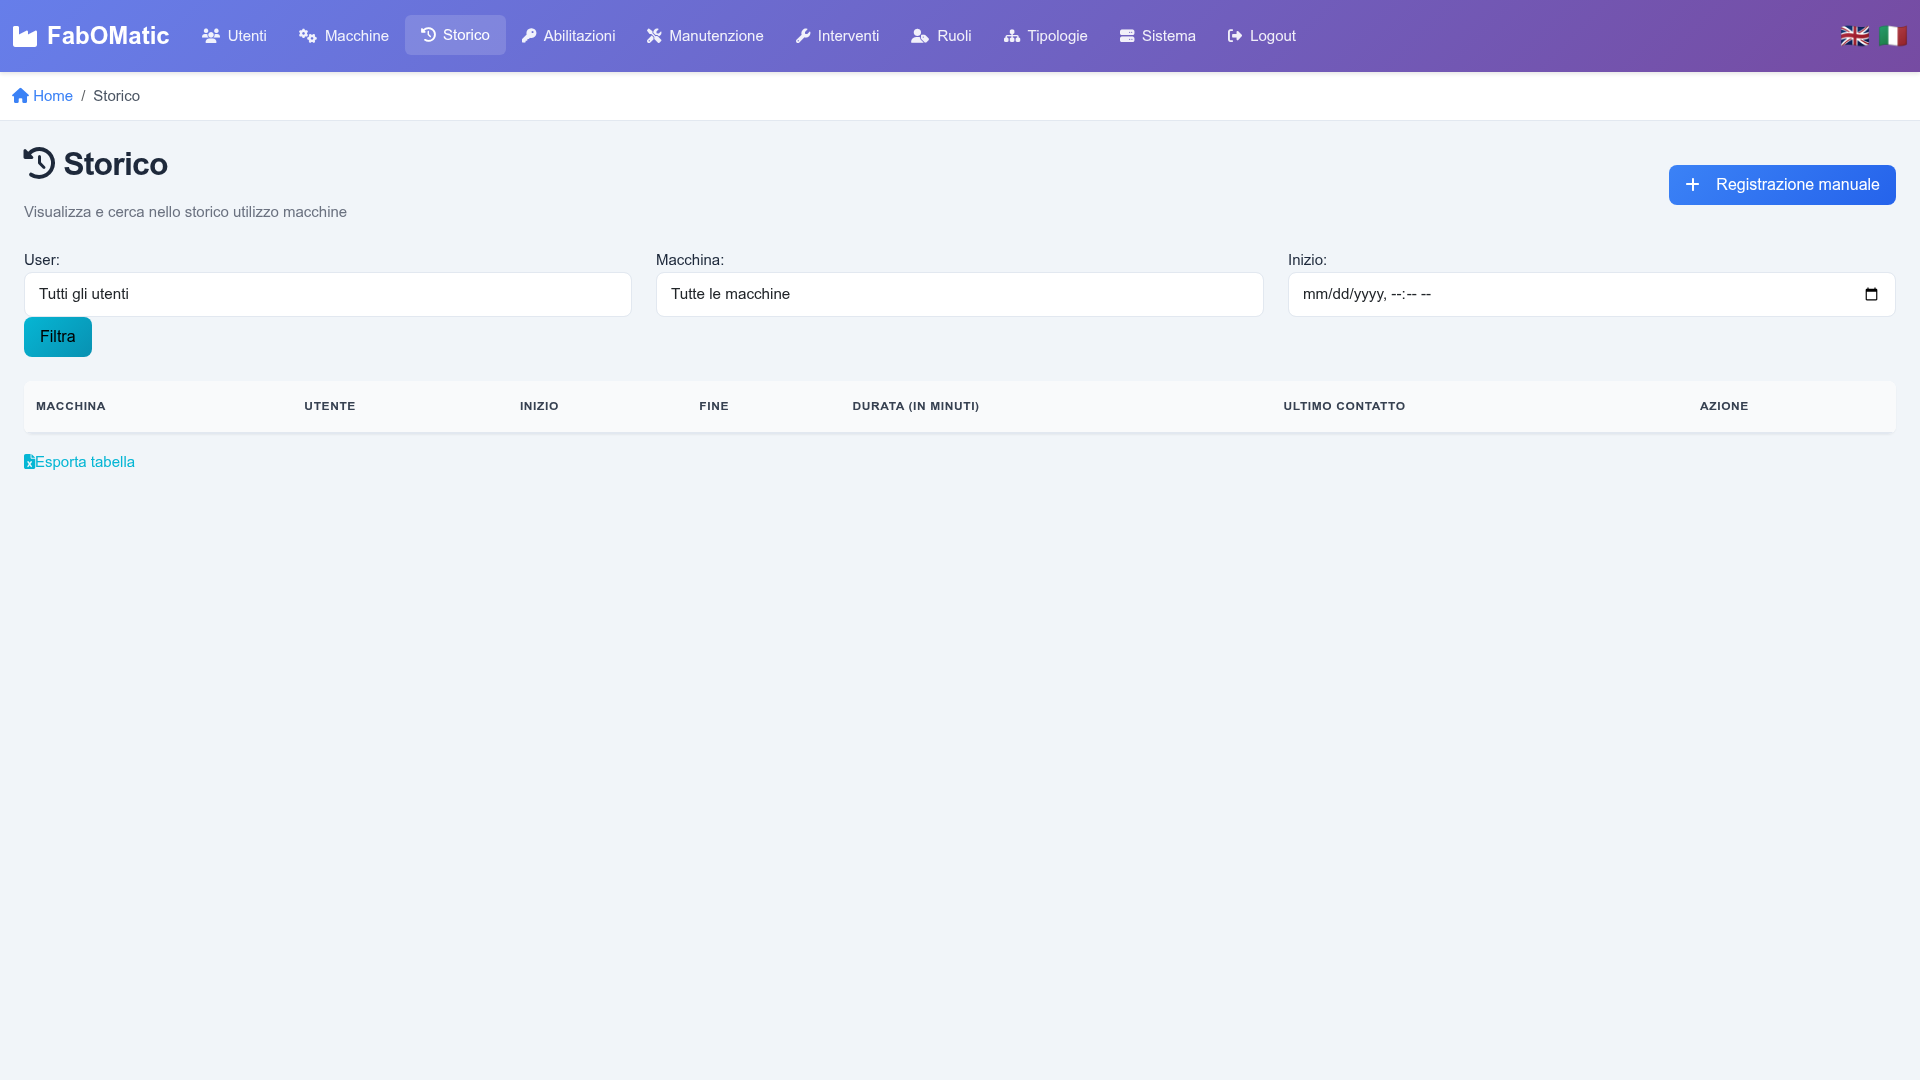 FabOMatic Utenti Macchine Storico Abilitazioni Manutenzione Interventi Ruoli Tipologie Sistema Logout
Home / Storico
Storico
Registrazione manuale
Visualizza e cerca nello storico utilizzo macchine
User: Macchina: Inizio:
Tutti gli utenti Tutte le macchine mm/dd/yyyy, --:-- --
Filtra
MACCHINA UTENTE INIZIO FINE DURATA (IN MINUTI) ULTIMO CONTATTO AZIONE
Esporta tabella